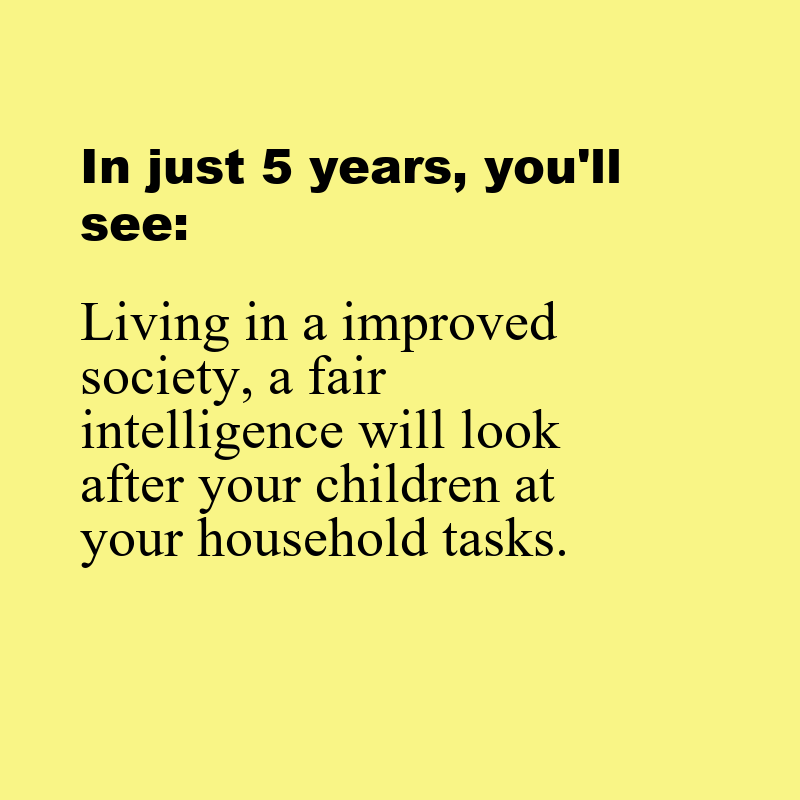 In just 5 years, you'll
see:
Living in a improved
society, a fair
intelligence will look
after your children at
your household tasks.